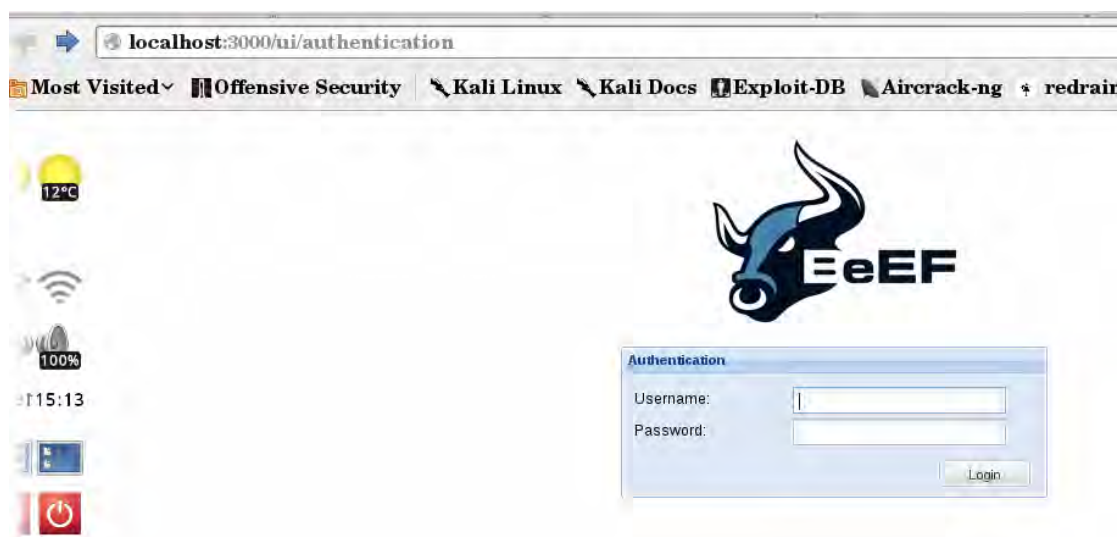 localhost:3000/ui/authentication
Most Visited Offensive Security Kali Linux Kali Docs Exploit-DB Aircrack-ng
12°C
BeEF
100%
15:13
Authentication
Username:
Password:
Login